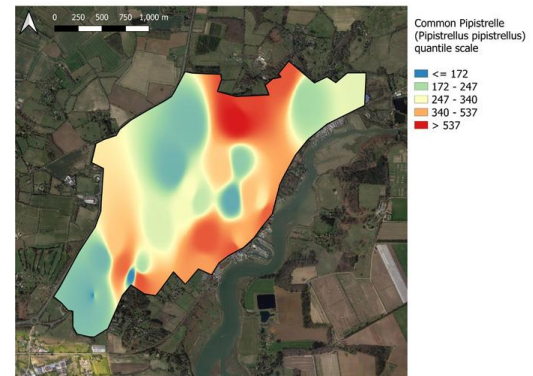 0 250 500 750 1,000 m
Common Pipistrelle
(Pipistrellus pipistrellus)
quantile scale
<= 172
172 - 247
247 - 340
340 - 537
> 537